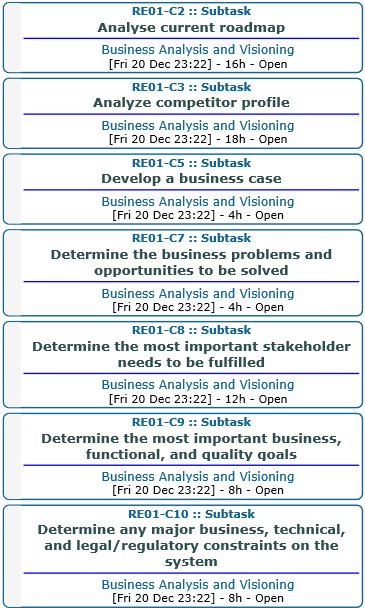 RE01-C2 :: Subtask
Analyse current roadmap
Business Analysis and Visioning
[Fri 20 Dec 23:22] - 16h - Open
RE01-C3 :: Subtask
Analyze competitor profile
Business Analysis and Visioning
[Fri 20 Dec 23:22] - 18h - Open
RE01-C5 :: Subtask
Develop a business case
Business Analysis and Visioning
[Fri 20 Dec 23:22] - 4h - Open
RE01-C7 :: Subtask
Determine the business problems and
opportunities to be solved
Business Analysis and Visioning
[Fri 20 Dec 23:22] - 4h - Open
RE01-C8 :: Subtask
Determine the most important stakeholder
needs to be fulfilled
Business Analysis and Visioning
[Fri 20 Dec 23:22] - 12h - Open
RE01-C9 :: Subtask
Determine the most important business,
functional, and quality goals
Business Analysis and Visioning
[Fri 20 Dec 23:22] - 8h - Open
RE01-C10 :: Subtask
Determine any major business, technical,
and legal/regulatory constraints on the
system
Business Analysis and Visioning
[Fri 20 Dec 23:22] - 8h - Open